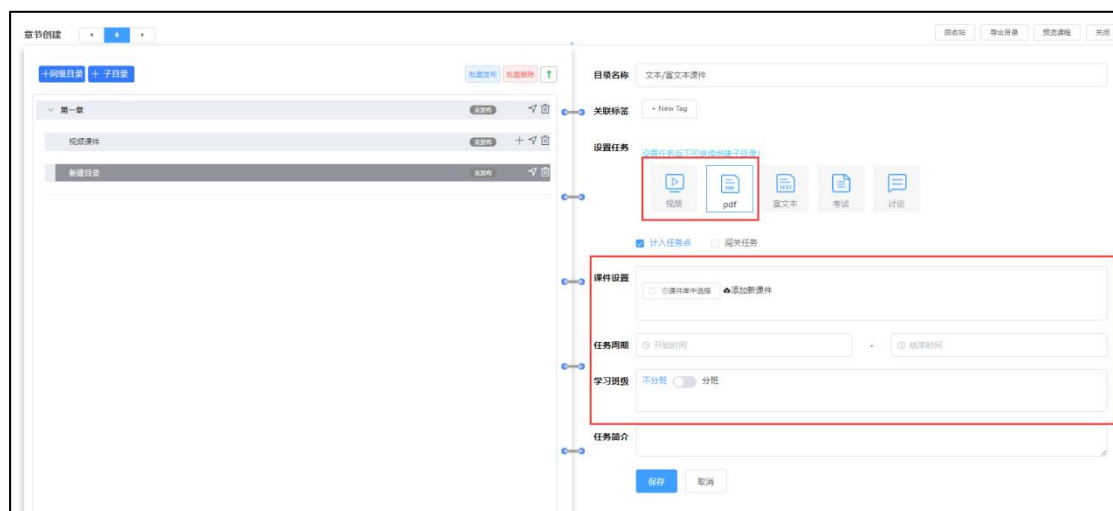 章节创建
回收站 导出目录 预览课程 关闭
+同级目录 + 子目录 批量发布 批量删除
第一章 未发布
视频课件 未发布
新建目录 未发布
目录名称 文本/富文本课件
关联标签 + New Tag
设置任务 设置任务后不可继续创建子目录!
PDF TEXT
视频 pdf 富文本 考试 讨论
计入任务点 闯关任务
课件设置 课件库中选择 添加新课件
任务周期 开始时间 - 结束时间
学习班级 不分班 分班
任务简介
保存 取消